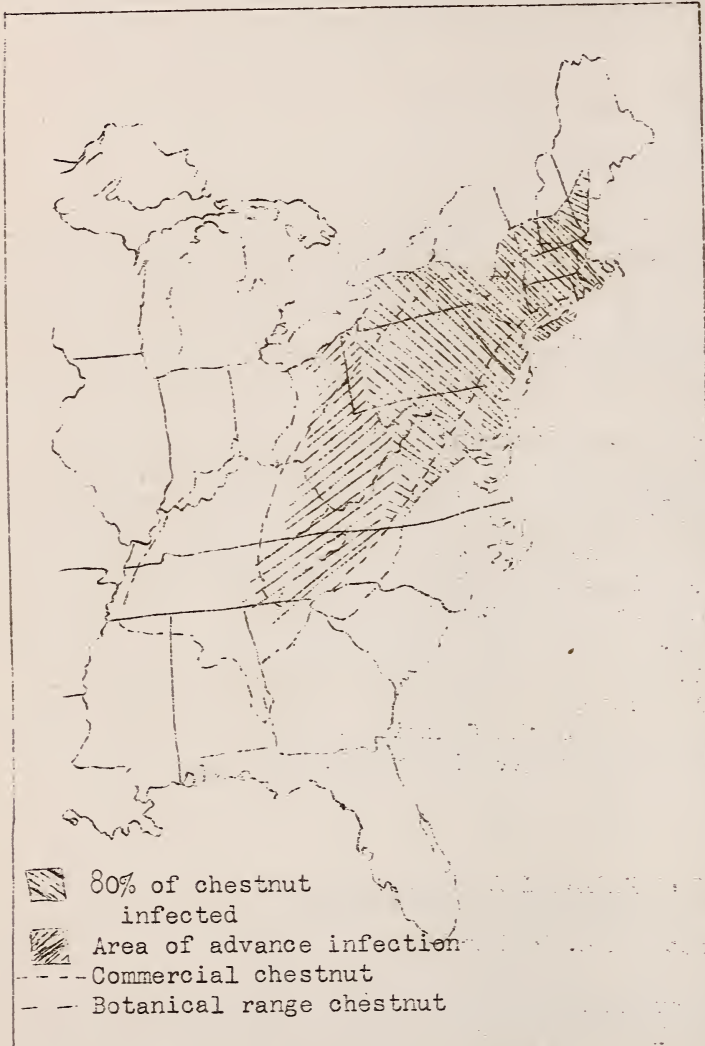 80% of chestnut
infected
Area of advance infection
Commercial chestnut
Botanical range chestnut